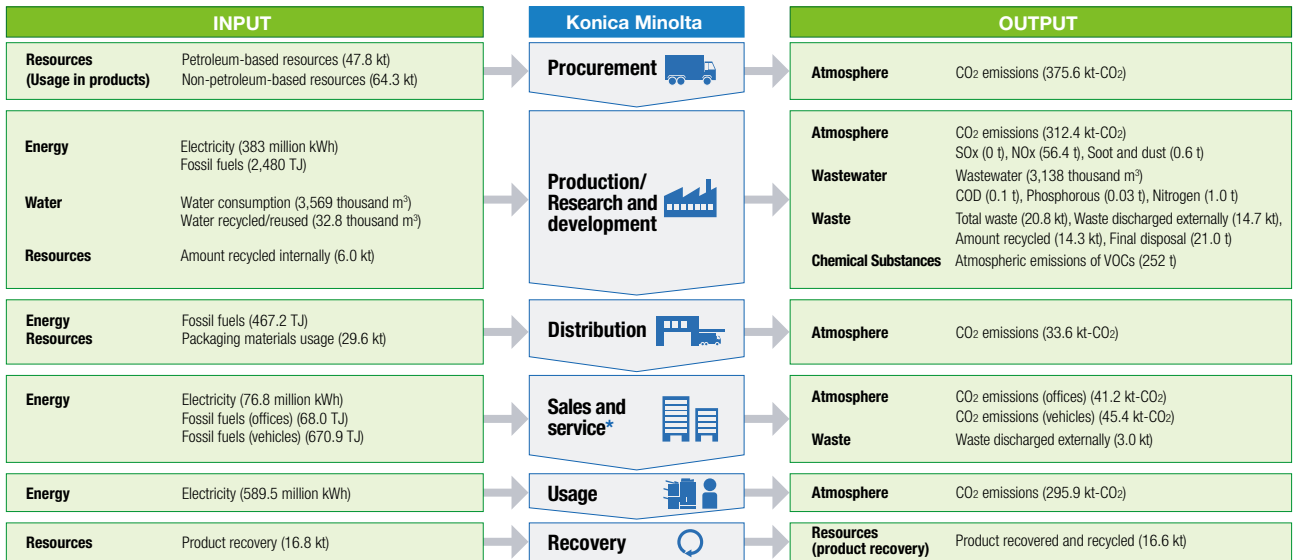 INPUT
Konica Minolta
OUTPUT
Resources
(Usage in products)
Petroleum-based resources (47.8 kt)
Non-petroleum-based resources (64.3 kt)
Procurement
Atmosphere
CO2 emissions (375.6 kt-CO2)
Energy
Electricity (383 million kWh)
Fossil fuels (2,480 TJ)
Water
Water consumption (3,569 thousand m³)
Water recycled/reused (32.8 thousand m³)
Resources
Amount recycled internally (6.0 kt)
Production/
Research and
development
Atmosphere
CO2 emissions (312.4 kt-CO2)
SOx (0 t), NOx (56.4 t), Soot and dust (0.6 t)
Wastewater
Wastewater (3,138 thousand m³)
COD (0.1 t), Phosphorous (0.03 t), Nitrogen (1.0 t)
Waste
Total waste (20.8 kt), Waste discharged externally (14.7 kt),
Amount recycled (14.3 kt), Final disposal (21.0 t)
Chemical Substances
Atmospheric emissions of VOCs (252 t)
Energy
Resources
Fossil fuels (467.2 TJ)
Packaging materials usage (29.6 kt)
Distribution
Atmosphere
CO2 emissions (33.6 kt-CO2)
Energy
Electricity (76.8 million kWh)
Fossil fuels (offices) (68.0 TJ)
Fossil fuels (vehicles) (670.9 TJ)
Sales and
service*
Atmosphere
CO2 emissions (offices) (41.2 kt-CO2)
CO2 emissions (vehicles) (45.4 kt-CO2)
Waste
Waste discharged externally (3.0 kt)
Energy
Electricity (589.5 million kWh)
Usage
Atmosphere
CO2 emissions (295.9 kt-CO2)
Resources
Product recovery (16.8 kt)
Recovery
Resources
(product recovery)
Product recovered and recycled (16.6 kt)